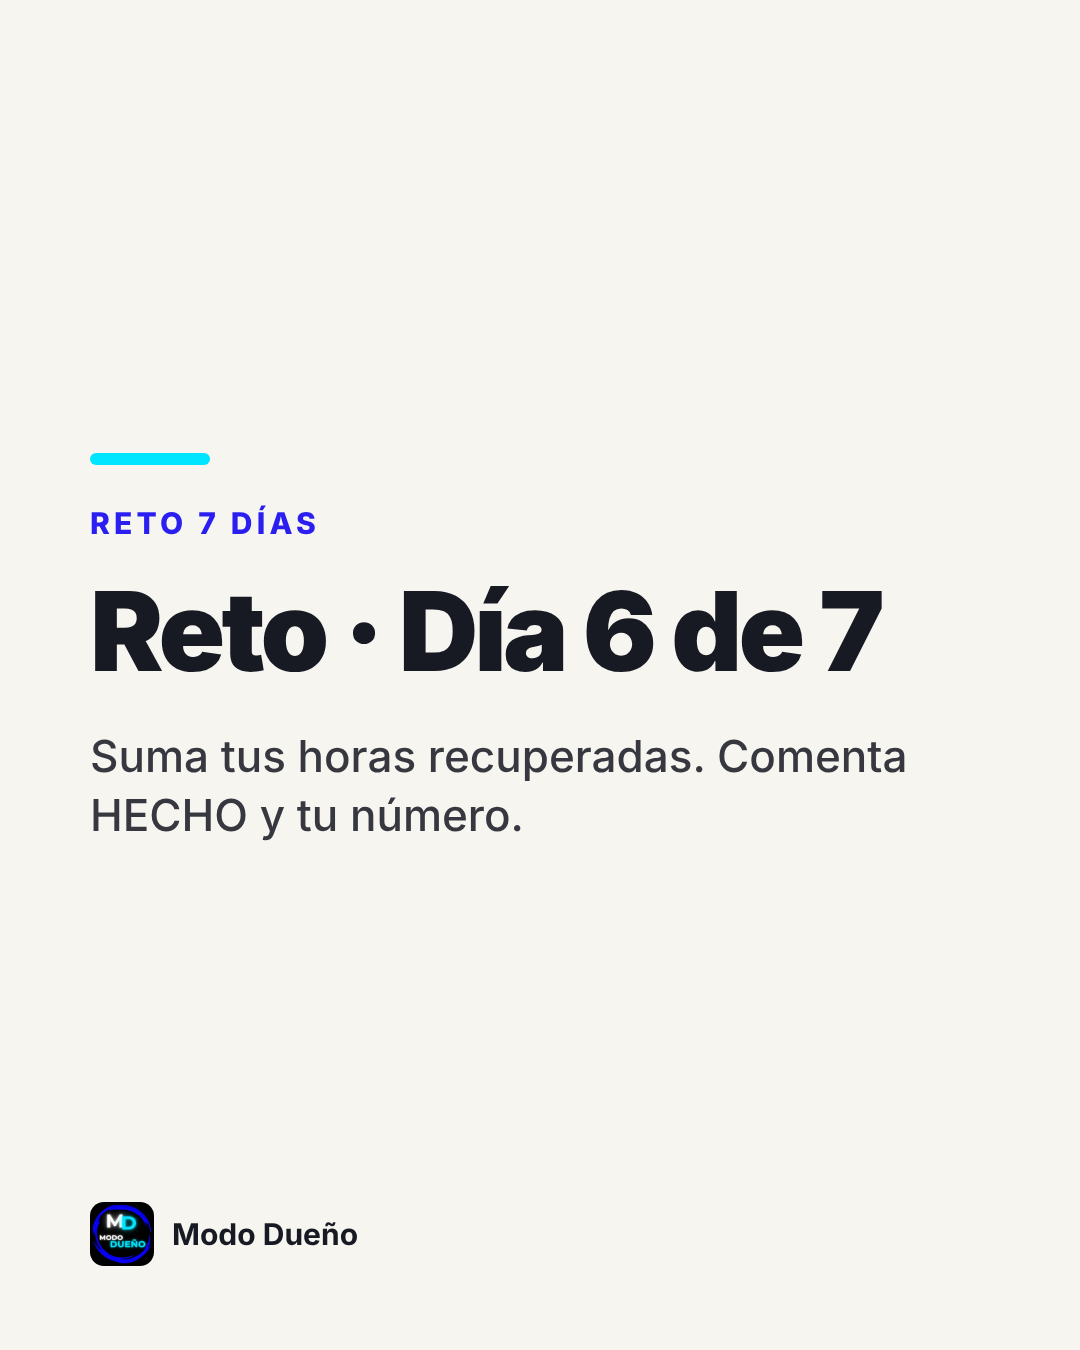 RETO 7 DÍAS
Reto · Día 6 de 7
Suma tus horas recuperadas. Comenta
HECHO y tu número.
MD
MODO
DUEÑO
Modo Dueño